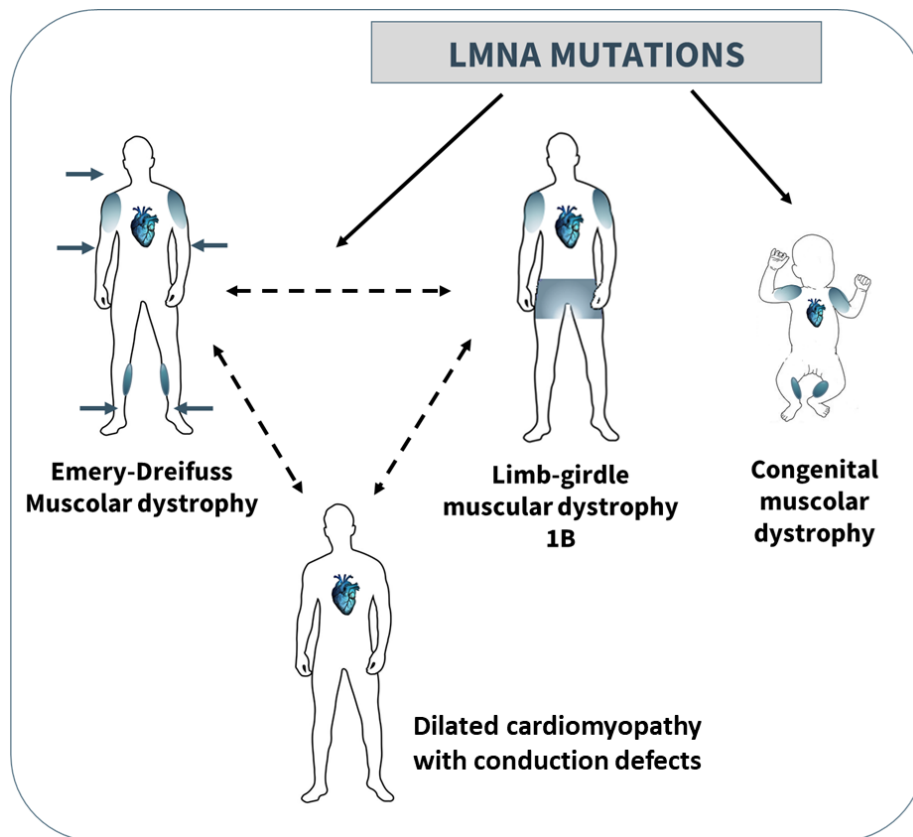 LMNA MUTATIONS
Emery-Dreifuss
Muscolar dystrophy
Limb-girdle
muscular dystrophy
1B
Congenital
muscolar
dystrophy
Dilated cardiomyopathy
with conduction defects